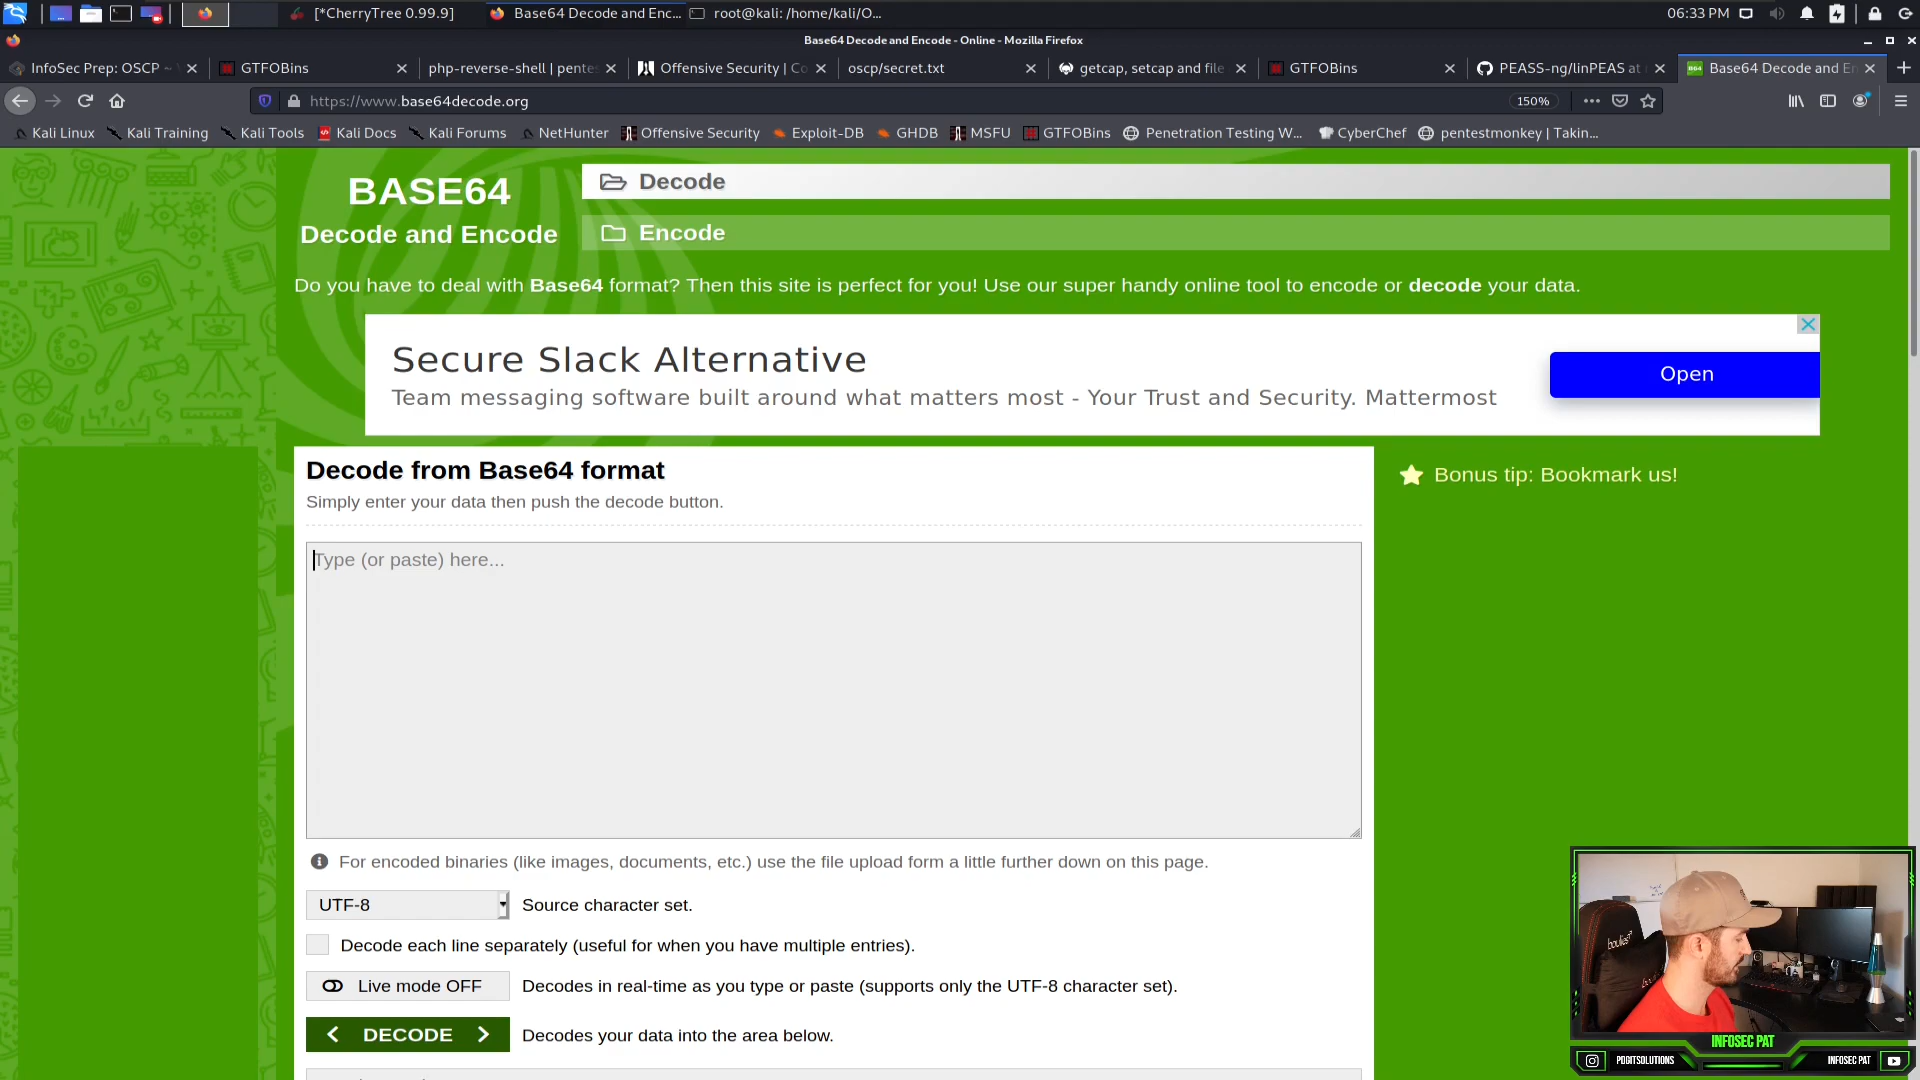 [*CherryTree 0.99.9]
Base64 Decode and Enc...
root@kali: /home/kali/O...
06:33 PM
Base64 Decode and Encode - Online - Mozilla Firefox
InfoSec Prep: OSCP ~
GTFOBins
php-reverse-shell | pente
Offensive Security | Co
oscp/secret.txt
getcap, setcap and file
GTFOBins
PEASS-ng/linPEAS at
B64
Base64 Decode and En
https://www.base64decode.org
150%
Kali Linux
Kali Training
Kali Tools
Kali Docs
Kali Forums
NetHunter
Offensive Security
Exploit-DB
GHDB
MSFU
GTFOBins
Penetration Testing W...
CyberChef
pentestmonkey | Takin...
BASE64
Decode and Encode
Decode
Encode
Do you have to deal with Base64 format? Then this site is perfect for you! Use our super handy online tool to encode or decode your data.
Secure Slack Alternative
Team messaging software built around what matters most - Your Trust and Security. Mattermost
Open
Decode from Base64 format
Simply enter your data then push the decode button.
Bonus tip: Bookmark us!
Type (or paste) here...
For encoded binaries (like images, documents, etc.) use the file upload form a little further down on this page.
UTF-8
Source character set.
Decode each line separately (useful for when you have multiple entries).
Live mode OFF
Decodes in real-time as you type or paste (supports only the UTF-8 character set).
< DECODE >
Decodes your data into the area below.
INFOSEC PAT
PDBITSOLUTIONS
INFOSEC PAT